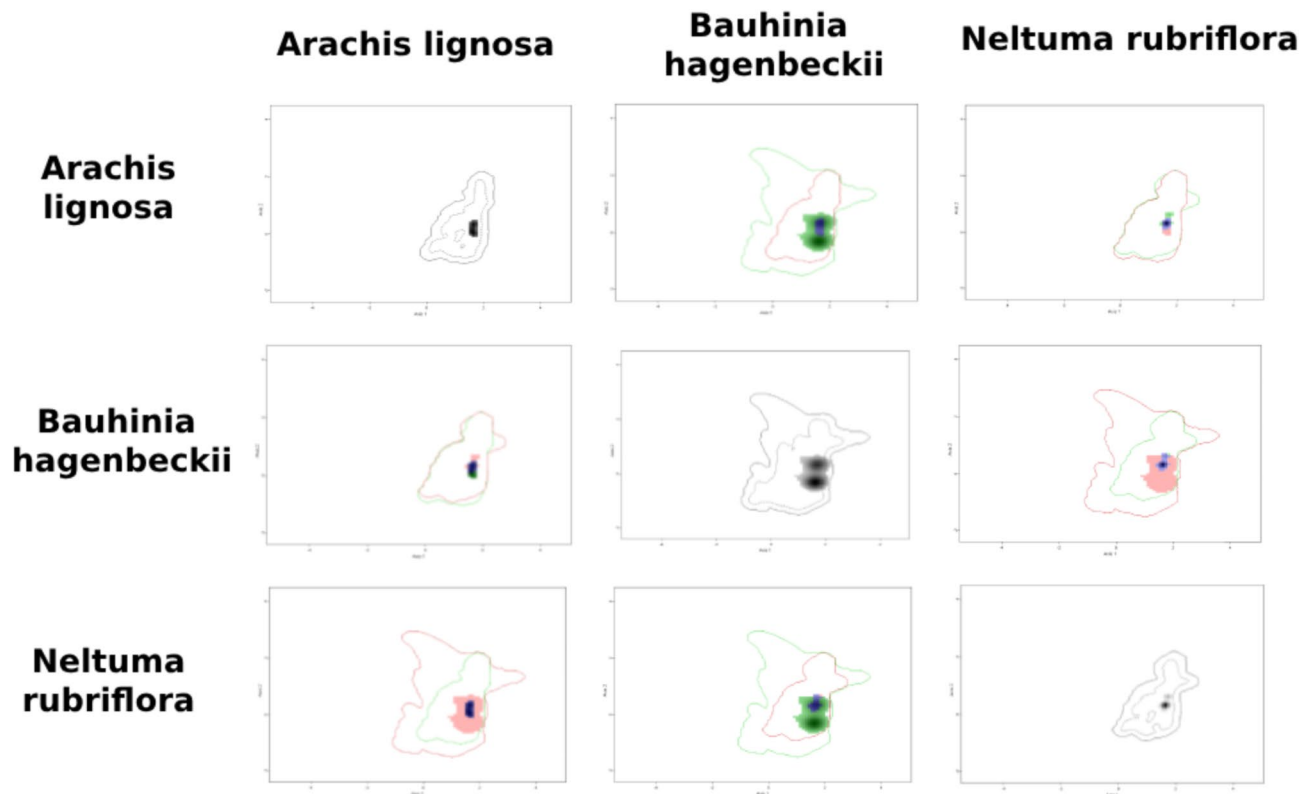 Arachis lignosa
Bauhinia
hagenbeckii
Neltuma rubriflora
Arachis
lignosa
Bauhinia
hagenbeckii
Neltuma
rubriflora